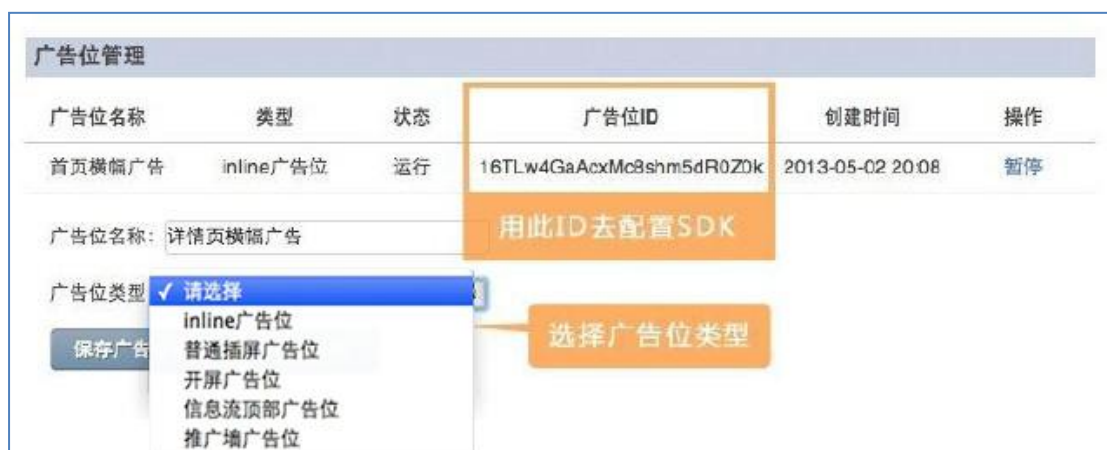 广告位管理
广告位名称 类型 状态 广告位ID 创建时间 操作
首页横幅广告 inline广告位 运行 16TLw4GaAcxMc8shm5dR0Z0k 2013-05-02 20:08 暂停
用此ID去配置SDK
广告位名称: 详情页横幅广告
广告位类型 ✓ 请选择
inline广告位
选择广告位类型
保存广告 普通插屏广告位
开屏广告位
信息流顶部广告位
推广墙广告位